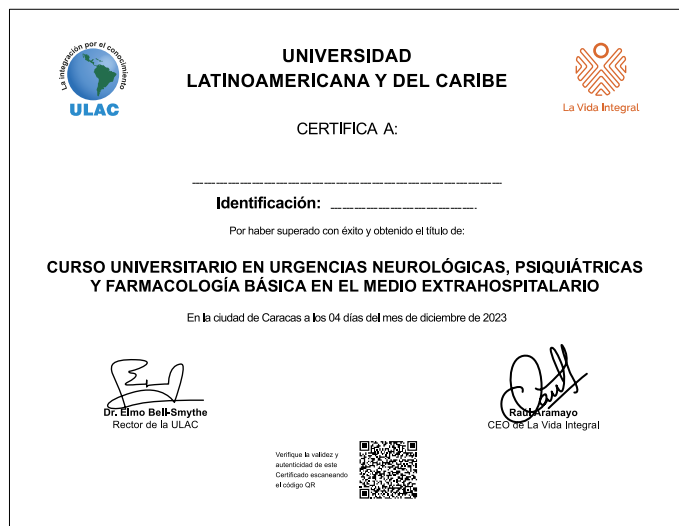 La integración por el conocimiento
ULAC
UNIVERSIDAD
LATINOAMERICANA Y DEL CARIBE
La Vida Integral
CERTIFICA A:
Identificación:
Por haber superado con éxito y obtenido el título de:
CURSO UNIVERSITARIO EN URGENCIAS NEUROLÓGICAS, PSIQUIÁTRICAS
Y FARMACOLOGÍA BÁSICA EN EL MEDIO EXTRAHOSPITALARIO
En la ciudad de Caracas a los 04 días del mes de diciembre de 2023
Dr. Elmo Bell-Smythe
Rector de la ULAC
Raúl Aramayo
CEO de La Vida Integral
Verifique la validez y
autenticidad de este
Certificado escaneando
el código QR